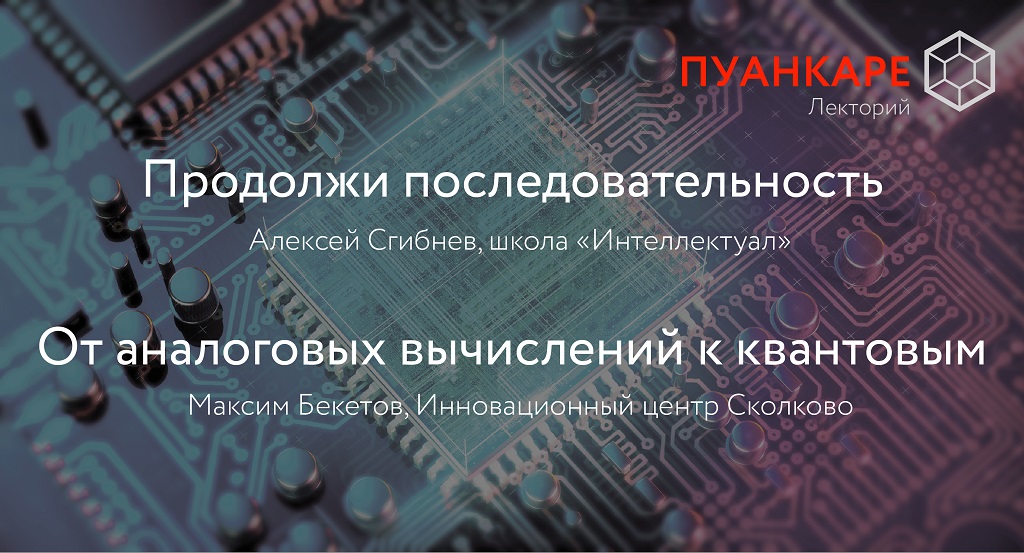 ПУАНКАРЕ
Лекторий
Продолжи последовательность
Алексей Сгибнев, школа «Интеллектуал»
От аналоговых вычислений к квантовым
Максим Бекетов, Инновационный центр Сколково